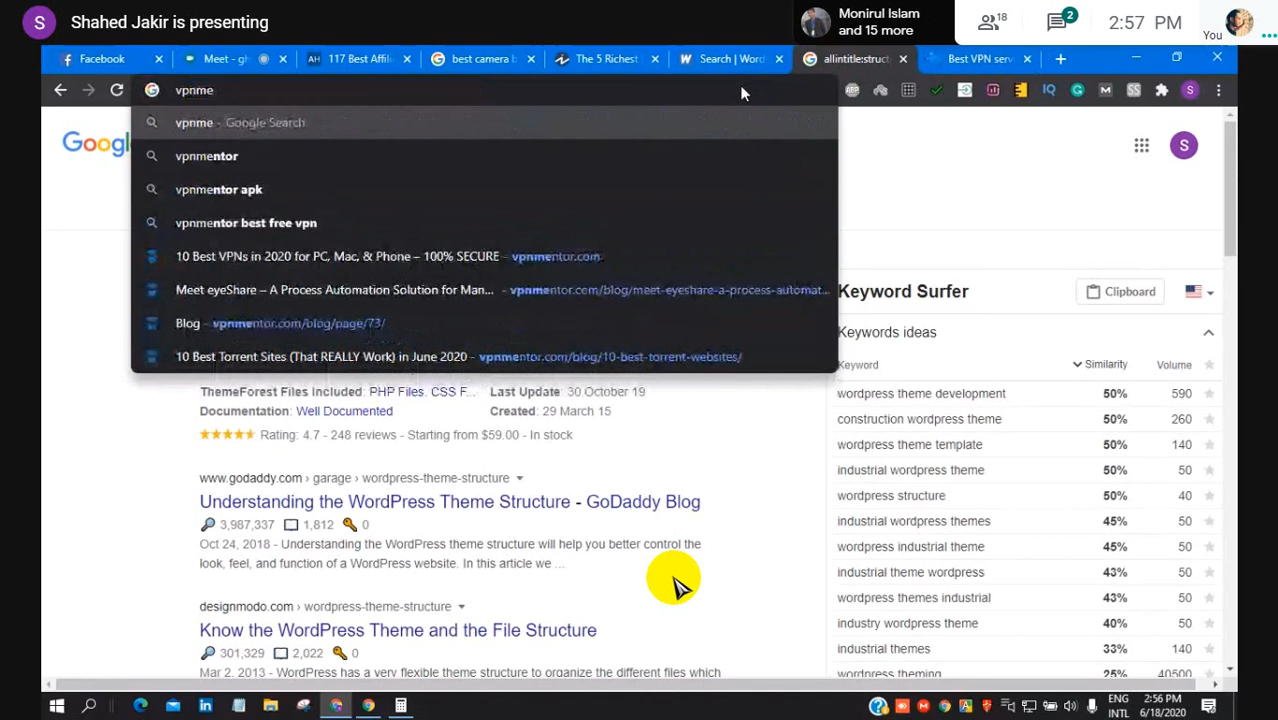 S Shahed Jakir is presenting
Monirul Islam
and 15 more
18
2
2:57 PM
You
Facebook
Meet - gh
117 Best Affili
best camera b
The 5 Richest
Search | Word
allintitle:struct
Best VPN serv
vpnme
vpnme - Google Search
vpnmentor
vpnmentor apk
vpnmentor best free vpn
10 Best VPNs in 2020 for PC, Mac, & Phone – 100% SECURE - vpnmentor.com
Meet eyeShare – A Process Automation Solution for Man... - vpnmentor.com/blog/meet-eyeshare-a-process-automat...
Blog - vpnmentor.com/blog/page/73/
10 Best Torrent Sites (That REALLY Work) in June 2020 - vpnmentor.com/blog/10-best-torrent-websites/
Goog
S
ThemeForest Files Included: PHP Files, CSS F... Last Update: 30 October 19
Documentation: Well Documented Created: 29 March 15
Rating: 4.7 - 248 reviews - Starting from $59.00 - In stock
www.godaddy.com › garage › wordpress-theme-structure
Understanding the WordPress Theme Structure - GoDaddy Blog
3,987,337 1,812 0
Oct 24, 2018 - Understanding the WordPress theme structure will help you better control the
look, feel, and function of a WordPress website. In this article we ...
designmodo.com › wordpress-theme-structure
Know the WordPress Theme and the File Structure
301,329 2,022 0
Mar 2, 2013 - WordPress has a very flexible theme structure to organize the different files which
Keyword Surfer
Clipboard
Keywords ideas
Keyword Similarity Volume
wordpress theme development 50% 590
construction wordpress theme 50% 260
wordpress theme template 50% 140
industrial wordpress theme 50% 50
wordpress structure 50% 40
industrial wordpress themes 45% 50
wordpress industrial theme 45% 50
industrial theme wordpress 43% 50
wordpress themes industrial 43% 50
industry wordpress theme 40% 50
industrial themes 33% 140
wordpress theming 25% 40500
ENG
INTL
2:56 PM
6/18/2020